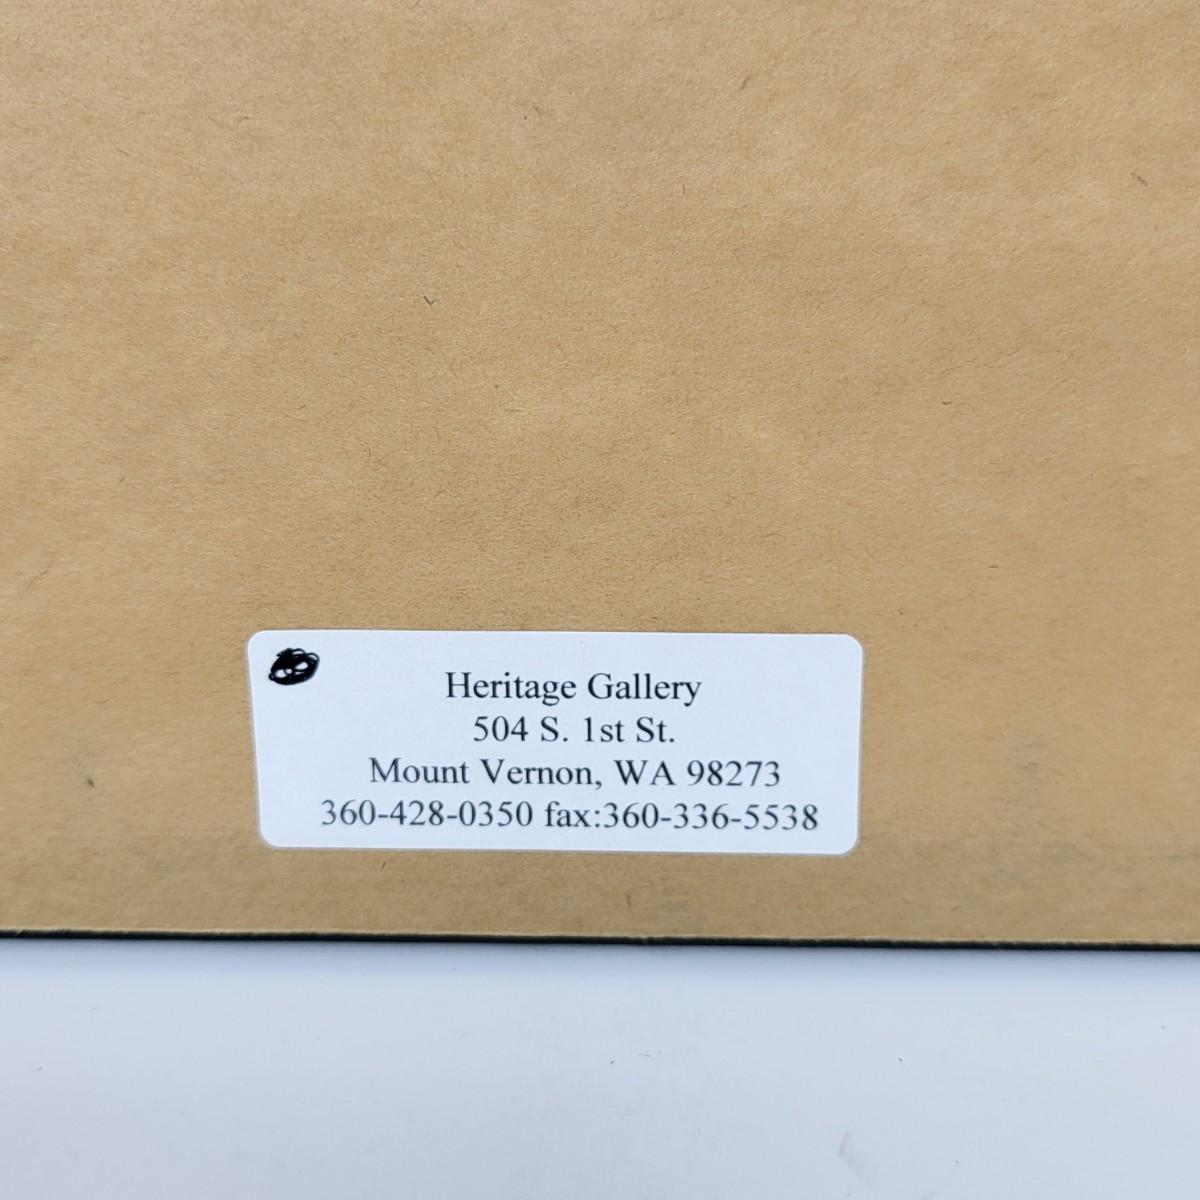 Heritage Gallery
504 S. 1st St.
Mount Vernon, WA 98273
360-428-0350 fax:360-336-5538